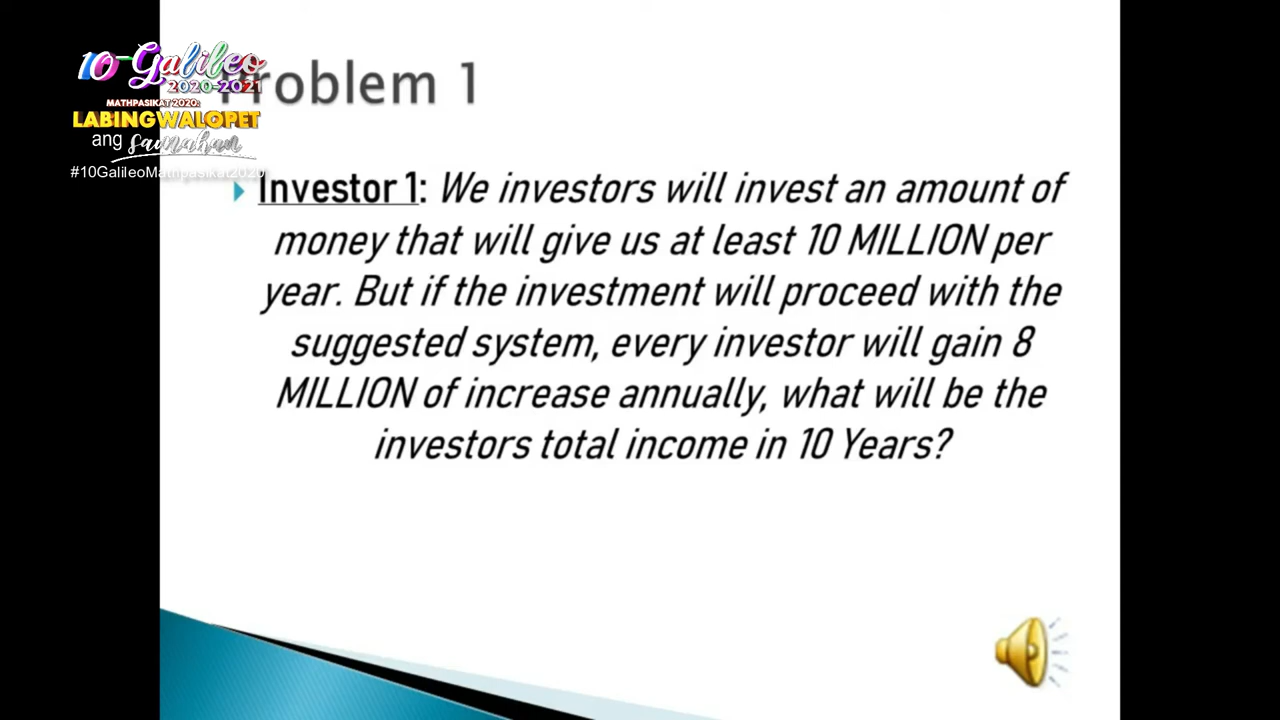 10-Galileo
2020-2021
MATHPASIKAT 2020:
LABINGWALOPET
ang samahan
#10GalileoMathpasikat2020
Problem 1
Investor 1: We investors will invest an amount of
money that will give us at least 10 MILLION per
year. But if the investment will proceed with the
suggested system, every investor will gain 8
MILLION of increase annually, what will be the
investors total income in 10 Years?